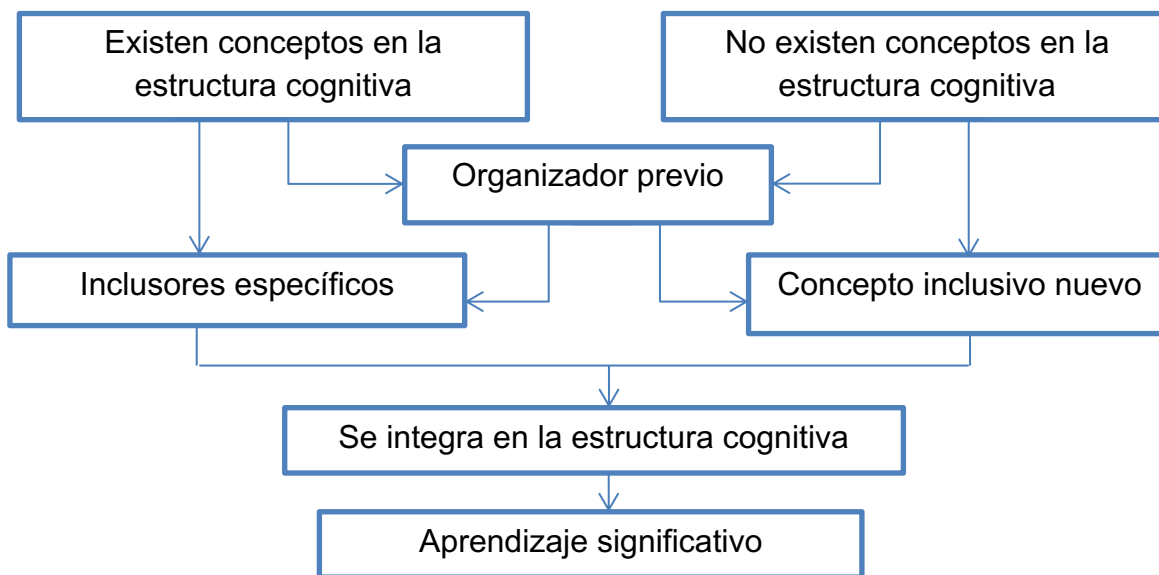 Existen conceptos en la
estructura cognitiva
No existen conceptos en la
estructura cognitiva
Organizador previo
Inclusores específicos
Concepto inclusivo nuevo
Se integra en la estructura cognitiva
Aprendizaje significativo